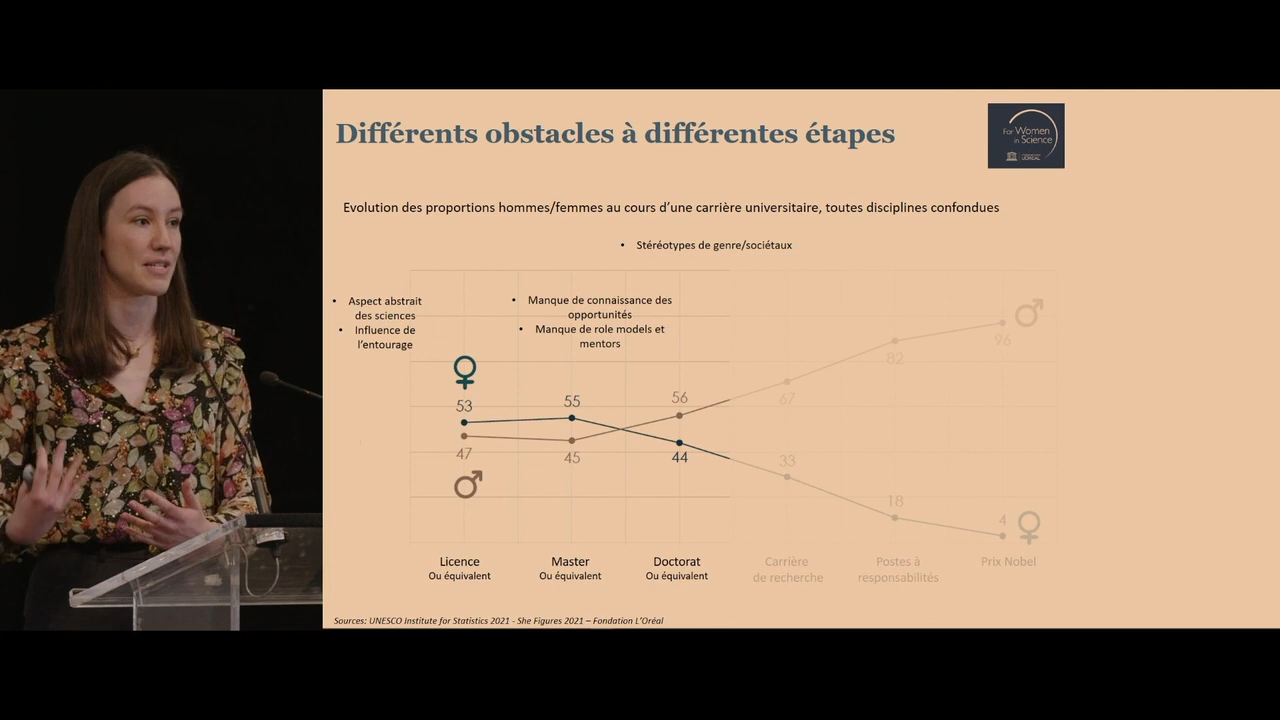 Différents obstacles à différentes étapes
For Women
in Science
Evolution des proportions hommes/femmes au cours d'une carrière universitaire, toutes disciplines confondues
• Stéréotypes de genre/sociétaux
• Aspect abstrait
des sciences
• Influence de
l'entourage
• Manque de connaissance des
opportunités
• Manque de role models et
mentors
53
47
55
45
56
44
67
33
82
18
96
4
Licence
Ou équivalent
Master
Ou équivalent
Doctorat
Ou équivalent
Carrière
de recherche
Postes à
responsabilités
Prix Nobel
Sources: UNESCO Institute for Statistics 2021 - She Figures 2021 – Fondation L'Oréal